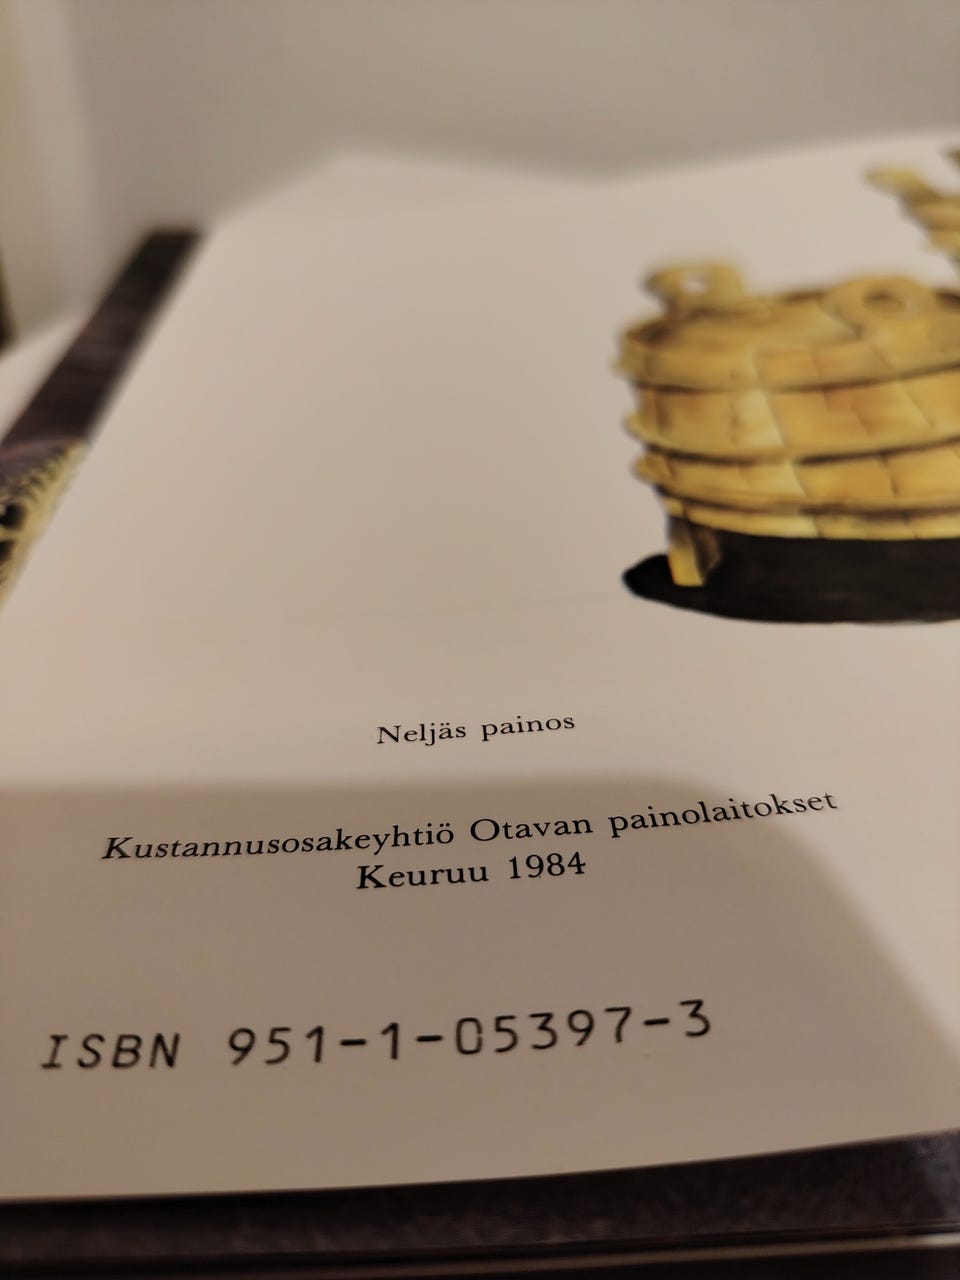 Neljäs painos
Kustannusosakeyhtiö Otavan painolaitokset
Keuruu 1984
ISBN 951-1-05397-3